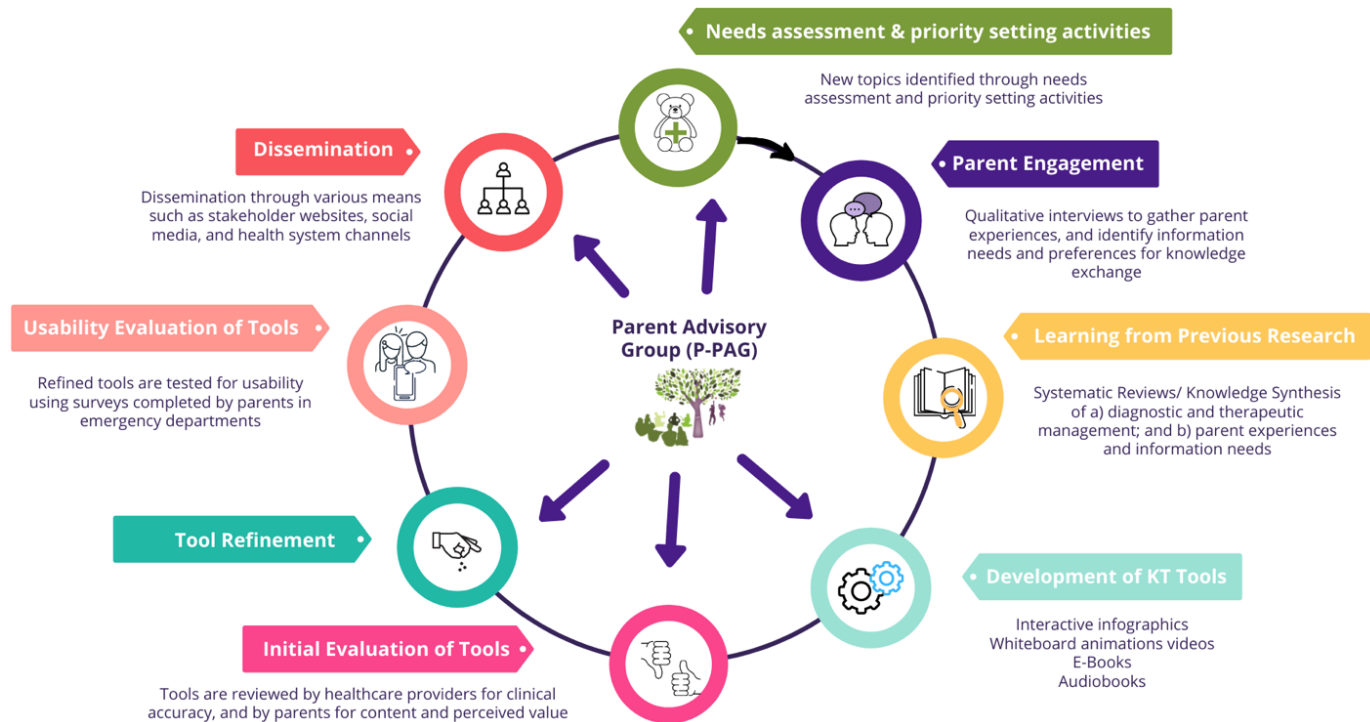 Needs assessment & priority setting activities
New topics identified through needs
assessment and priority setting activities
Parent Engagement
Qualitative interviews to gather parent
experiences, and identify information
needs and preferences for knowledge
exchange
Learning from Previous Research
Systematic Reviews/ Knowledge Synthesis
of a) diagnostic and therapeutic
management; and b) parent experiences
and information needs
Development of KT Tools
Interactive infographics
Whiteboard animations videos
E-Books
Audiobooks
Initial Evaluation of Tools
Tools are reviewed by healthcare providers for clinical
accuracy, and by parents for content and perceived value
Tool Refinement
Usability Evaluation of Tools
Refined tools are tested for usability
using surveys completed by parents in
emergency departments
Dissemination
Dissemination through various means
such as stakeholder websites, social
media, and health system channels
Parent Advisory
Group (P-PAG)